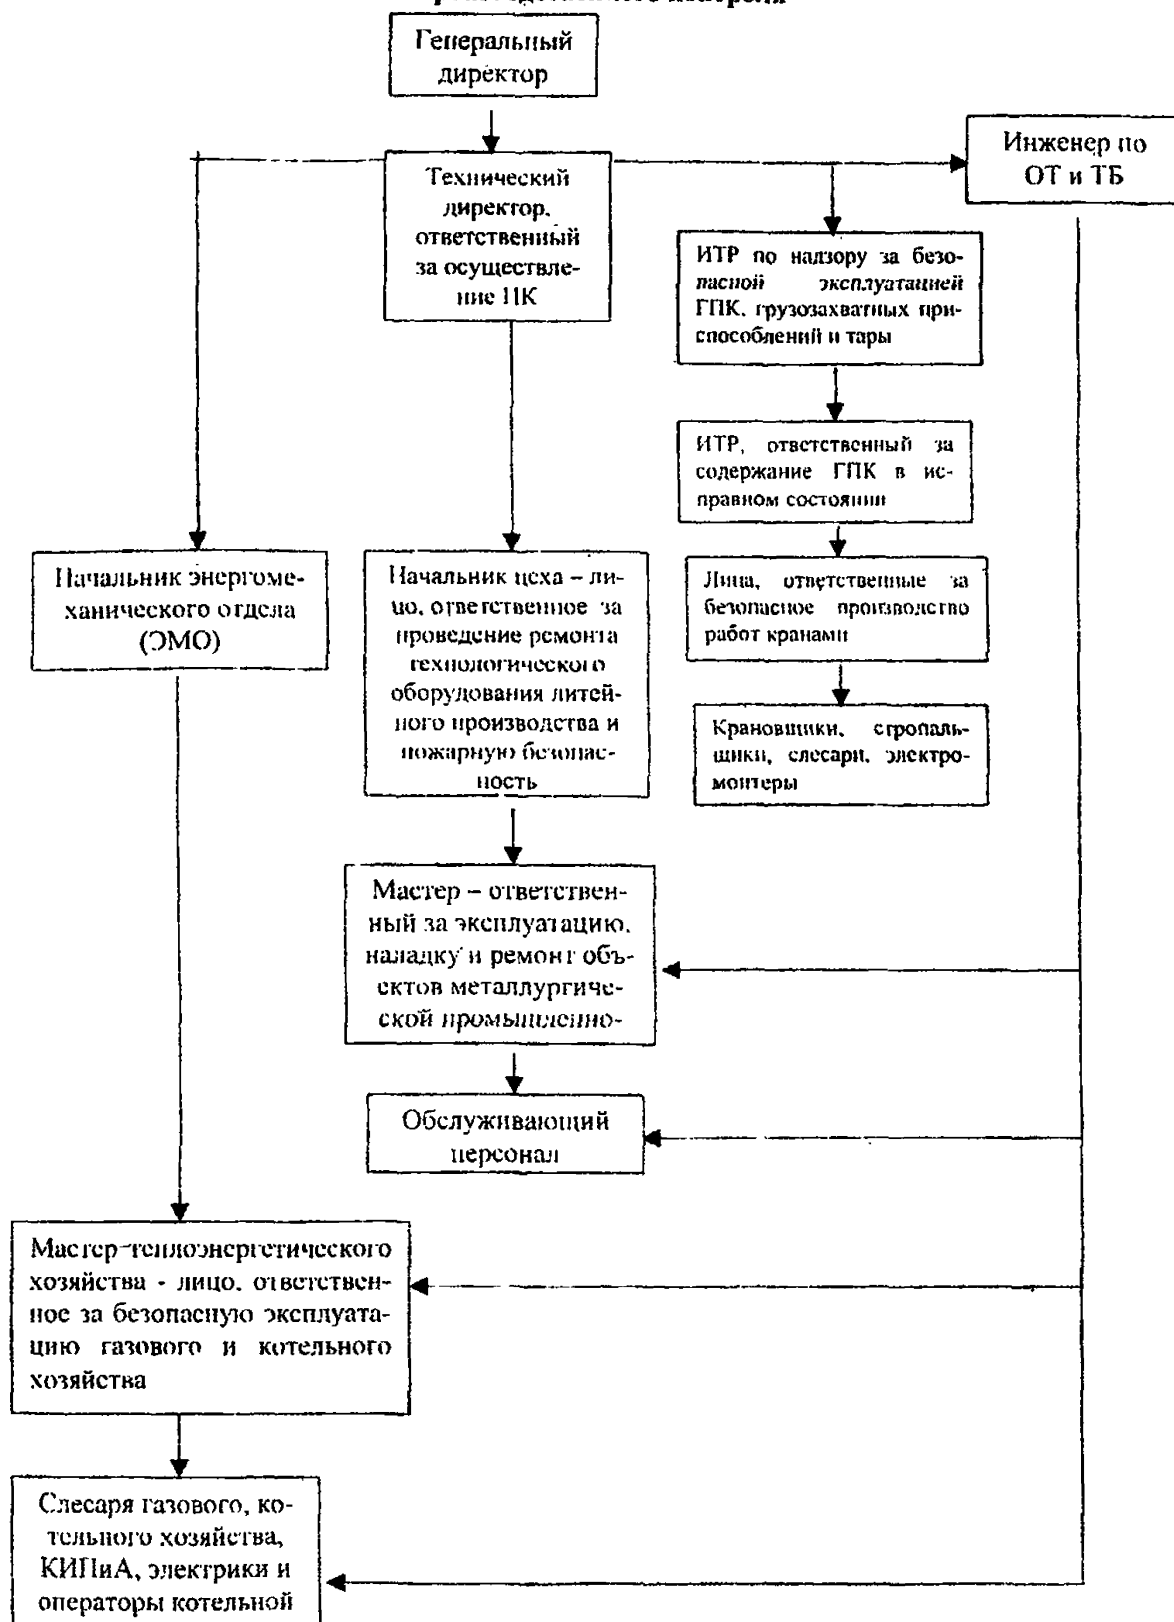 Генеральный
директор
Технический
директор,
ответственный
за осуществле-
ние ПК
Инженер по
ОТ и ТБ
ИТР по надзору за безо-
пасной эксплуатацией
ГПК, грузозахватных при-
способлений и тары
ИТР, ответственный за
содержание ГПК в ис-
правном состоянии
Лица, ответственные за
безопасное производство
работ кранами
Крановщики, стропаль-
щики, слесари, электро-
монтеры
Начальник энергоме-
ханического отдела
(ЭМО)
Начальник цеха – ли-
цо, ответственное за
проведение ремонта
технологического
оборудования литей-
ного производства и
пожарную безопас-
ность
Мастер – ответствен-
ный за эксплуатацию,
наладку и ремонт объ-
ектов металлургиче-
ской промышленно-
Обслуживающий
персонал
Мастер теплоэнергетического
хозяйства - лицо, ответствен-
ное за безопасную эксплуата-
цию газового и котельного
хозяйства
Слесаря газового, ко-
тельного хозяйства,
КИПиА, электрики и
операторы котельной